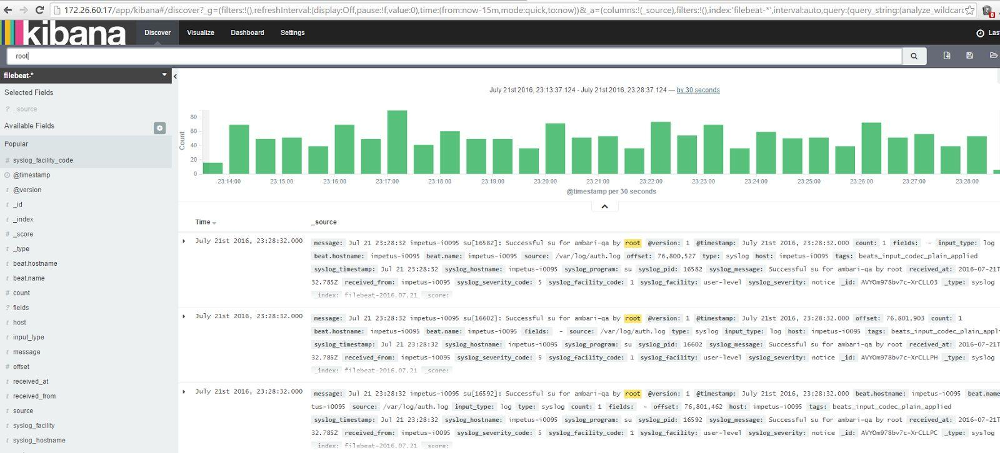 172.26.60.17/app/kibana#/discover?_g=(filters:!(),refreshInterval:(display:Off,pause:!f,value:0),time:(from:now-15m,mode:quick,to:now))&_a=(columns:!(_source),filters:!(),index:'filebeat-*',interval:auto,query:(query_string:(analyze_wildcard
0
kibana Discover Visualize Dashboard Settings Las
root
filebeat-*
Selected Fields
? _source
Available Fields
Popular
# syslog_facility_code
@timestamp
t @version
t _id
t _index
# _score
t _type
t beat.hostname
t beat.name
# count
? fields
t host
t input_type
t message
# offset
t received_at
t received_from
t source
t syslog_facility
t syslog_hostname
July 21st 2016, 23:13:37.124 - July 21st 2016, 23:28:37.124 — by 30 seconds
Count
80
60
40
20
0
23:14:00 23:15:00 23:16:00 23:17:00 23:18:00 23:19:00 23:20:00 23:21:00 23:22:00 23:23:00 23:24:00 23:25:00 23:26:00 23:27:00 23:28:00
@timestamp per 30 seconds
Time _source
July 21st 2016, 23:28:32.000 message: Jul 21 23:28:32 impetus-i0095 su[16582]: Successful su for ambari-qa by root @version: 1 @timestamp: July 21st 2016, 23:28:32.000 count: 1 fields: - input_type: log
beat.hostname: impetus-i0095 beat.name: impetus-i0095 source: /var/log/auth.log offset: 76,800,527 type: syslog host: impetus-i0095 tags: beats_input_codec_plain_applied
syslog_timestamp: Jul 21 23:28:32 syslog_hostname: impetus-i0095 syslog_program: su syslog_pid: 16582 syslog_message: Successful su for ambari-qa by root received_at: 2016-07-21T
32.785Z received_from: impetus-i0095 syslog_severity_code: 5 syslog_facility_code: 1 syslog_facility: user-level syslog_severity: notice _id: AVYOm978bv7c-XrCLLO3 _type: syslog
_index: filebeat-2016.07.21 _score:
July 21st 2016, 23:28:32.000 message: Jul 21 23:28:32 impetus-i0095 su[16602]: Successful su for ambari-qa by root @version: 1 @timestamp: July 21st 2016, 23:28:32.000 offset: 76,801,903 count: 1
beat.hostname: impetus-i0095 beat.name: impetus-i0095 fields: - source: /var/log/auth.log type: syslog input_type: log host: impetus-i0095 tags: beats_input_codec_plain_appli
syslog_timestamp: Jul 21 23:28:32 syslog_hostname: impetus-i0095 syslog_program: su syslog_pid: 16602 syslog_message: Successful su for ambari-qa by root received_at: 2016-07-21T
32.785Z received_from: impetus-i0095 syslog_severity_code: 5 syslog_facility_code: 1 syslog_facility: user-level syslog_severity: notice _id: AVYOm978bv7c-XrCLLPH _type: syslog
_index: filebeat-2016.07.21 _score:
July 21st 2016, 23:28:32.000 message: Jul 21 23:28:32 impetus-i0095 su[16592]: Successful su for ambari-qa by root @version: 1 @timestamp: July 21st 2016, 23:28:32.000 beat.hostname: impetus-i0095 beat.name
tus-i0095 source: /var/log/auth.log input_type: log type: syslog count: 1 fields: - offset: 76,801,462 host: impetus-i0095 tags: beats_input_codec_plain_applied
syslog_timestamp: Jul 21 23:28:32 syslog_hostname: impetus-i0095 syslog_program: su syslog_pid: 16592 syslog_message: Successful su for ambari-qa by root received_at: 2016-07-21T
32.785Z received_from: impetus-i0095 syslog_severity_code: 5 syslog_facility_code: 1 syslog_facility: user-level syslog_severity: notice _id: AVYOm978bv7c-XrCLLPC _type: syslog
_index: filebeat-2016.07.21 _score: